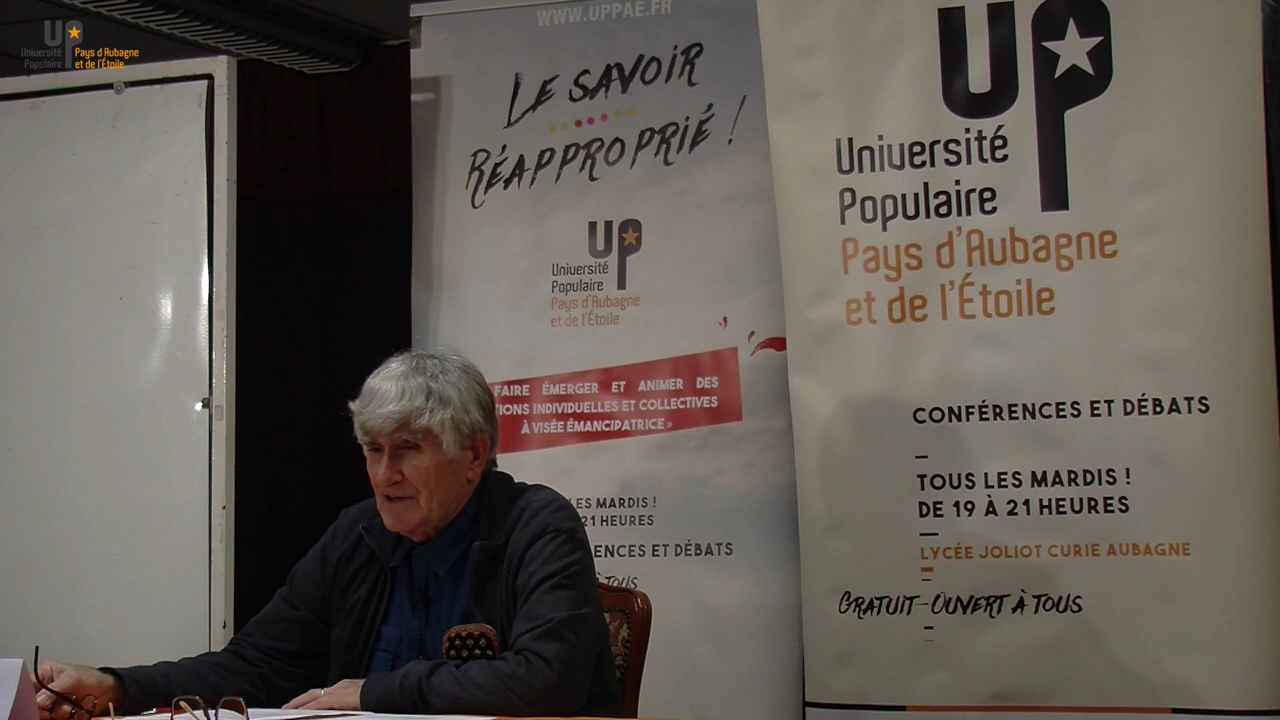 UP
Université
Populaire
Pays d'Aubagne
et de l'Étoile
WWW.UPPAE.FR
LE SAVOIR
RÉAPPROPRIÉ !
UP
Université
Populaire
Pays d'Aubagne
et de l'Étoile
FAIRE ÉMERGER ET ANIMER DES
TIONS INDIVIDUELLES ET COLLECTIVES
À VISÉE ÉMANCIPATRICE »
ES MARDIS !
21 HEURES
ENCES ET DÉBATS
À TOUS
UP
Université
Populaire
Pays d'Aubagne
et de l'Étoile
CONFÉRENCES ET DÉBATS
TOUS LES MARDIS !
DE 19 À 21 HEURES
LYCÉE JOLIOT CURIE AUBAGNE
GRATUIT-OUVERT À TOUS